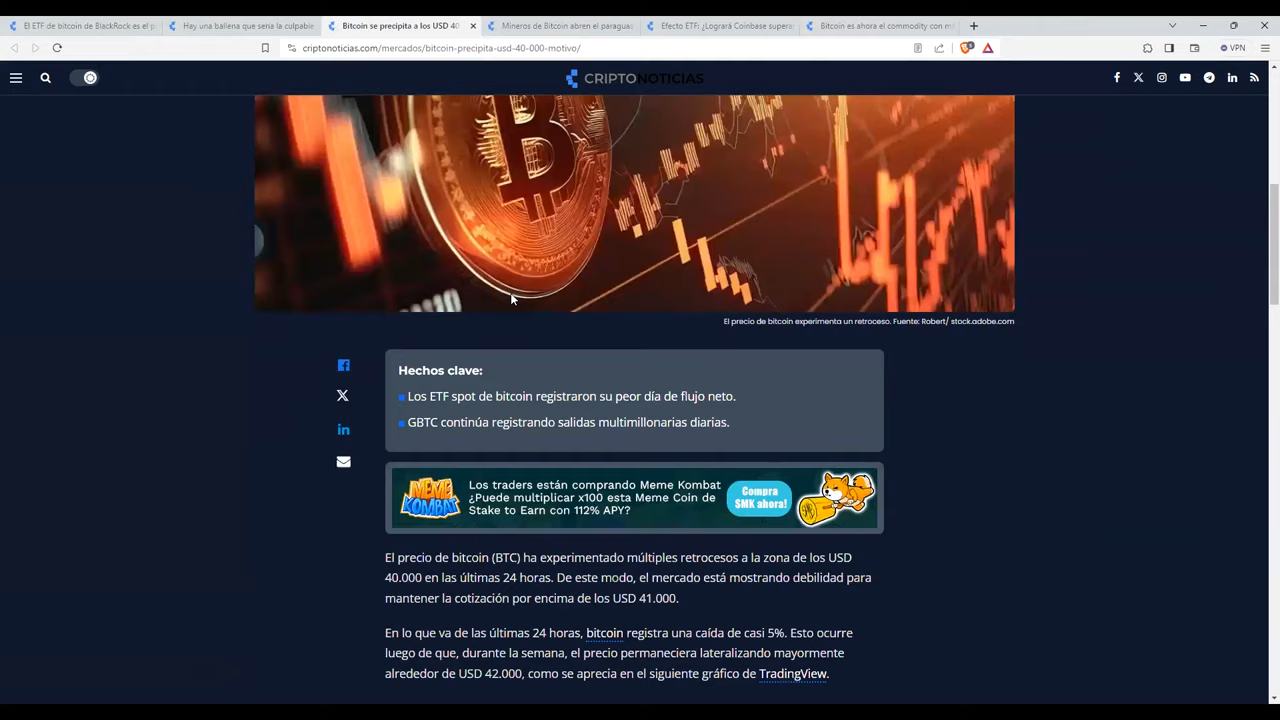 El ETF de bitcoin de BlackRock es el p
Hay una ballena que sería la culpable
Bitcoin se precipita a los USD 40
Mineros de Bitcoin abren el paraguas
Efecto ETF: ¿Logrará Coinbase supera
Bitcoin es ahora el commodity con m
criptonoticias.com/mercados/bitcoin-precipita-usd-40-000-motivo/
VPN
CRIPTONOTICIAS
El precio de bitcoin experimenta un retroceso. Fuente: Robert/ stock.adobe.com
Hechos clave:
Los ETF spot de bitcoin registraron su peor día de flujo neto.
GBTC continúa registrando salidas multimillonarias diarias.
MEME KOMBAT
Los traders están comprando Meme Kombat
¿Puede multiplicar x100 esta Meme Coin de
Stake to Earn con 112% APY?
Compra
$MK ahora!
El precio de bitcoin (BTC) ha experimentado múltiples retrocesos a la zona de los USD
40.000 en las últimas 24 horas. De este modo, el mercado está mostrando debilidad para
mantener la cotización por encima de los USD 41.000.
En lo que va de las últimas 24 horas, bitcoin registra una caída de casi 5%. Esto ocurre
luego de que, durante la semana, el precio permaneciera lateralizando mayormente
alrededor de USD 42.000, como se aprecia en el siguiente gráfico de TradingView.